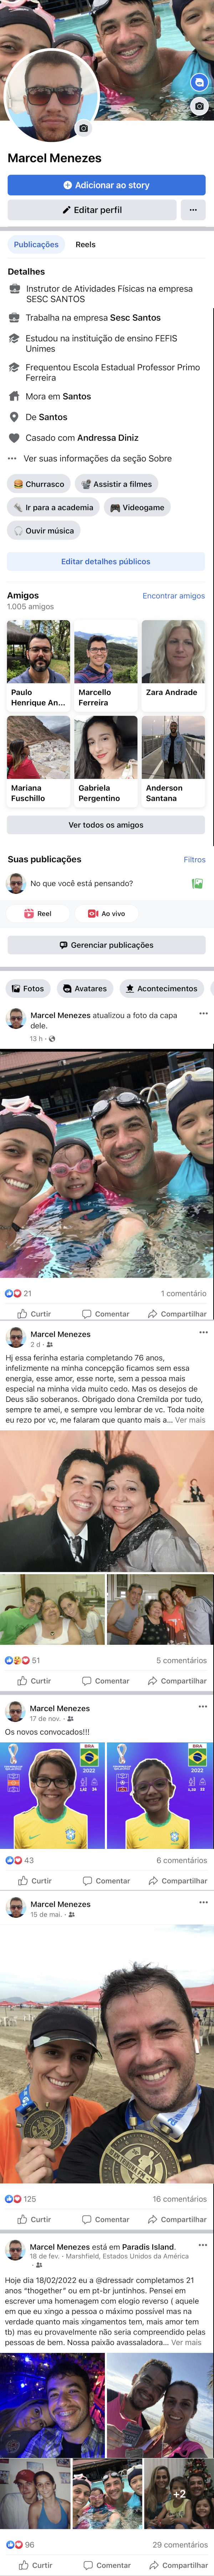 Marcel Menezes
Adicionar ao story
Editar perfil
Publicações Reels
Detalhes
Instrutor de Atividades Físicas na empresa
SESC SANTOS
Trabalha na empresa Sesc Santos
Estudou na instituição de ensino FEFIS
Unimes
Frequentou Escola Estadual Professor Primo
Ferreira
Mora em Santos
De Santos
Casado com Andressa Diniz
Ver suas informações da seção Sobre
Churrasco Assistir a filmes
Ir para a academia Videogame
Ouvir música
Editar detalhes públicos
Amigos Encontrar amigos
1.005 amigos
Paulo
Henrique An...
Marcello
Ferreira
Zara Andrade
Mariana
Fuschillo
Gabriela
Pergentino
Anderson
Santana
Ver todos os amigos
Suas publicações Filtros
No que você está pensando?
Reel Ao vivo
Gerenciar publicações
Fotos Avatares Acontecimentos
Marcel Menezes atualizou a foto da capa
dele.
13 h ·
21 1 comentário
Curtir Comentar Compartilhar
Marcel Menezes
2 d ·
Hj essa ferinha estaria completando 76 anos,
infelizmente na minha concepção ficamos sem essa
energia, esse amor, esse norte, sem a pessoa mais
especial na minha vida muito cedo. Mas os desejos de
Deus são soberanos. Obrigado dona Cremilda por tudo,
sempre te amei, e sempre vou lembrar de vc. Toda noite
eu rezo por vc, me falaram que quanto mais a... Ver mais
51 5 comentários
Curtir Comentar Compartilhar
Marcel Menezes
17 de nov. ·
Os novos convocados!!!
BRA
2022
BRA
2022
43 6 comentários
Curtir Comentar Compartilhar
Marcel Menezes
15 de mai. ·
125 16 comentários
Curtir Comentar Compartilhar
Marcel Menezes está em Paradis Island.
18 de fev. · Marshfield, Estados Unidos da América
·
Hoje dia 18/02/2022 eu a @dressadr completamos 21
anos "thogether" ou em pt-br juntinhos. Pensei em
escrever uma homenagem com elogio reverso ( aquele
em que eu xingo a pessoa o máximo possível mas na
verdade quanto mais xingamentos tem, mais amor tem
tb) mas eu provavelmente não seria compreendido pelas
pessoas de bem. Nossa paixão avassaladora... Ver mais
+2
96 29 comentários
Curtir Comentar Compartilhar